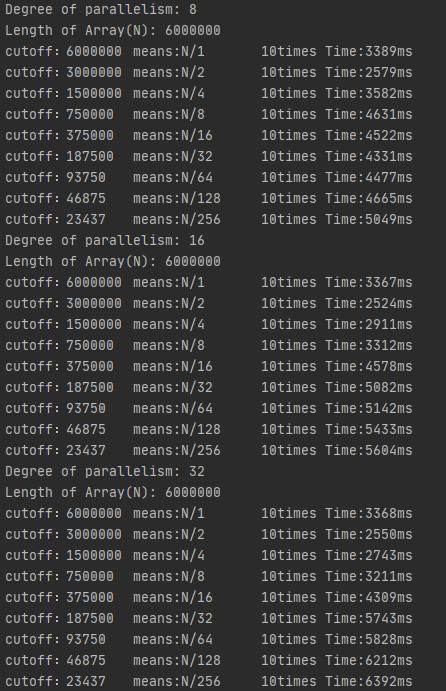 Degree of parallelism: 8
Length of Array(N): 6000000
cutoff: 6000000 means:N/1 10times Time:3389ms
cutoff: 3000000 means:N/2 10times Time:2579ms
cutoff: 1500000 means:N/4 10times Time:3582ms
cutoff: 750000 means:N/8 10times Time:4631ms
cutoff: 375000 means:N/16 10times Time:4522ms
cutoff: 187500 means:N/32 10times Time:4331ms
cutoff: 93750 means:N/64 10times Time:4477ms
cutoff: 46875 means:N/128 10times Time:4665ms
cutoff: 23437 means:N/256 10times Time:5049ms
Degree of parallelism: 16
Length of Array(N): 6000000
cutoff: 6000000 means:N/1 10times Time:3367ms
cutoff: 3000000 means:N/2 10times Time:2524ms
cutoff: 1500000 means:N/4 10times Time:2911ms
cutoff: 750000 means:N/8 10times Time:3312ms
cutoff: 375000 means:N/16 10times Time:4578ms
cutoff: 187500 means:N/32 10times Time:5082ms
cutoff: 93750 means:N/64 10times Time:5142ms
cutoff: 46875 means:N/128 10times Time:5433ms
cutoff: 23437 means:N/256 10times Time:5604ms
Degree of parallelism: 32
Length of Array(N): 6000000
cutoff: 6000000 means:N/1 10times Time:3368ms
cutoff: 3000000 means:N/2 10times Time:2550ms
cutoff: 1500000 means:N/4 10times Time:2743ms
cutoff: 750000 means:N/8 10times Time:3211ms
cutoff: 375000 means:N/16 10times Time:4309ms
cutoff: 187500 means:N/32 10times Time:5743ms
cutoff: 93750 means:N/64 10times Time:5828ms
cutoff: 46875 means:N/128 10times Time:6212ms
cutoff: 23437 means:N/256 10times Time:6392ms